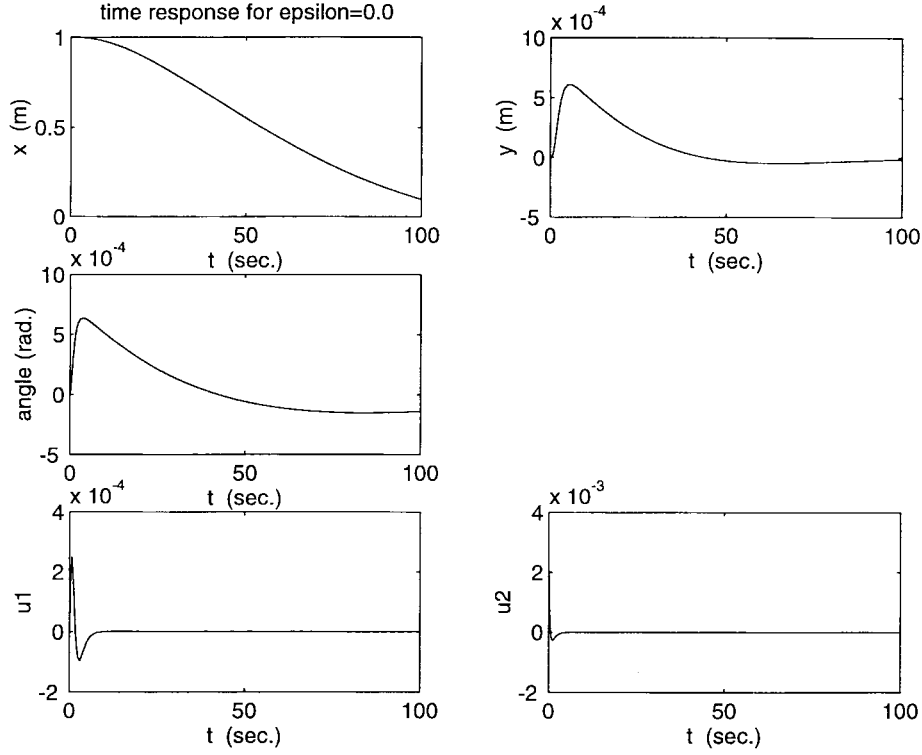 time response for epsilon=0.0
1
0.5
0
x (m)
0 50 100
t (sec.)
x 10^-4
10
5
0
-5
y (m)
0 50 100
t (sec.)
x 10^-4
10
5
0
-5
angle (rad.)
0 50 100
t (sec.)
x 10^-4
4
2
0
-2
u1
0 50 100
t (sec.)
x 10^-3
4
2
0
-2
u2
0 50 100
t (sec.)